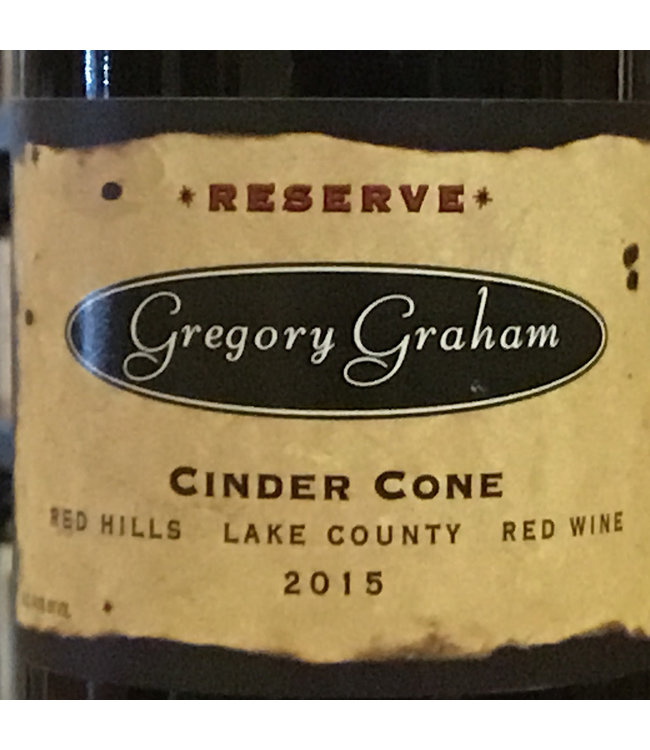 *RESERVE*
Gregory Graham
CINDER CONE
RED HILLS LAKE COUNTY RED WINE
2015